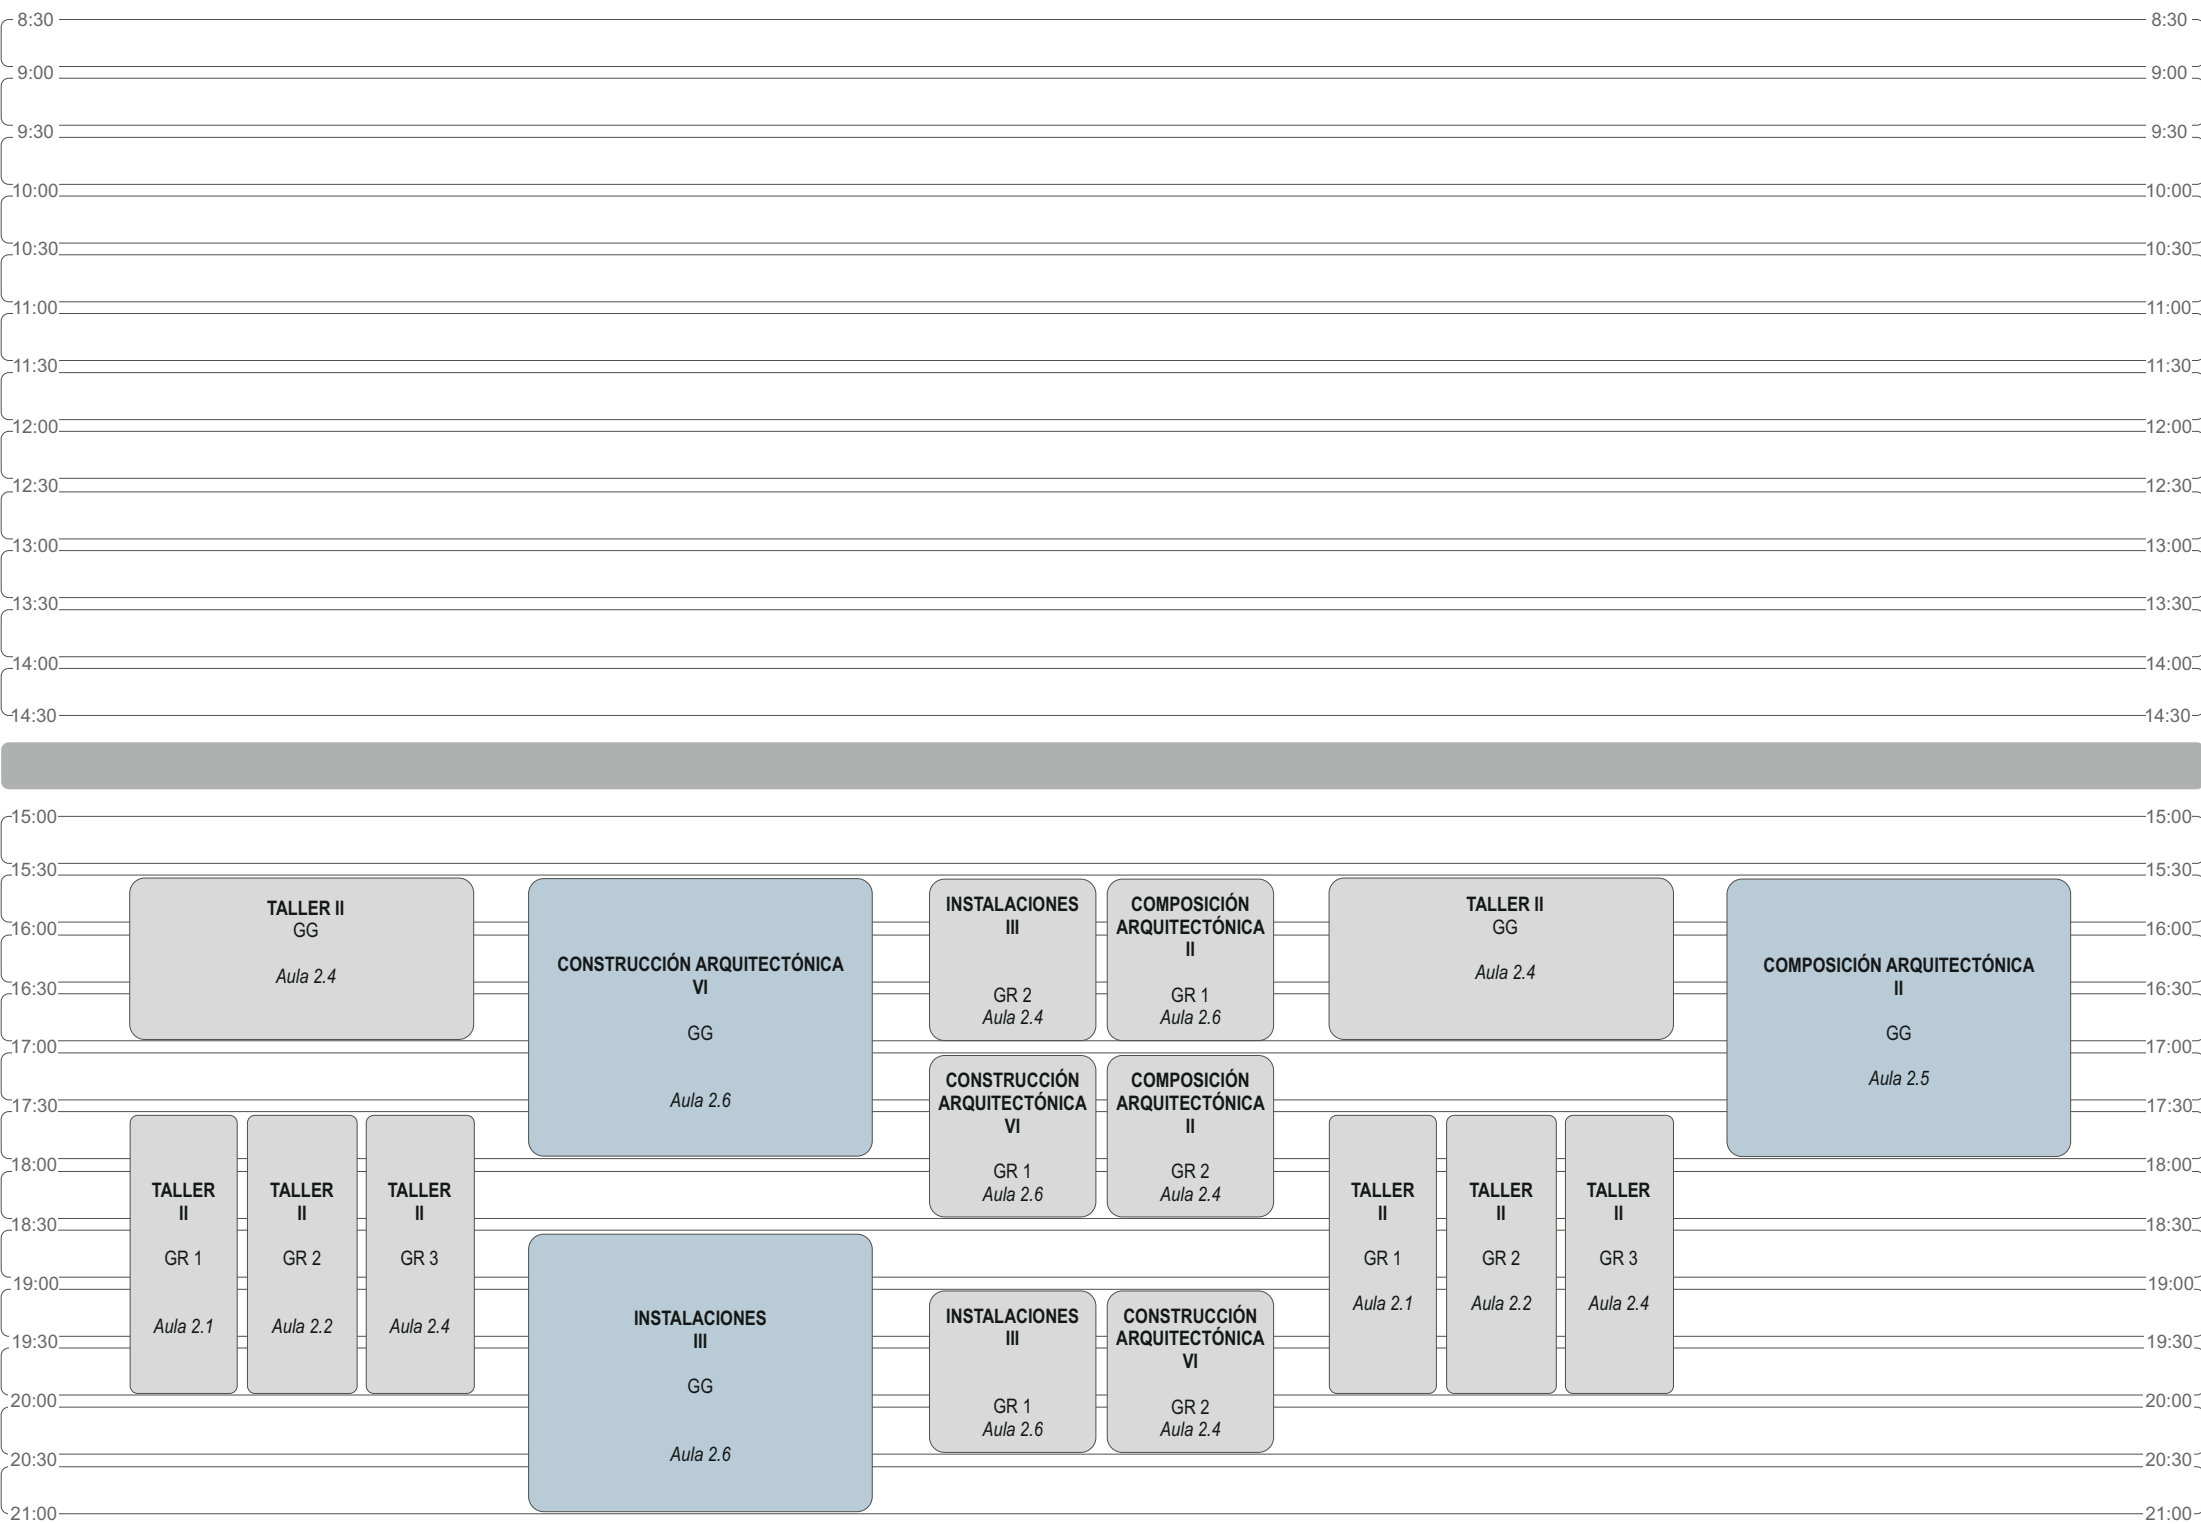 8:30 8:30
9:00 9:00
9:30 9:30
10:00 10:00
10:30 10:30
11:00 11:00
11:30 11:30
12:00 12:00
12:30 12:30
13:00 13:00
13:30 13:30
14:00 14:00
14:30 14:30
15:00 15:00
15:30 15:30
16:00 16:00
16:30 16:30
17:00 17:00
17:30 17:30
18:00 18:00
18:30 18:30
19:00 19:00
19:30 19:30
20:00 20:00
20:30 20:30
21:00 21:00
TALLER II
GG
Aula 2.4
TALLER
II
GR 1
Aula 2.1
TALLER
II
GR 2
Aula 2.2
TALLER
II
GR 3
Aula 2.4
CONSTRUCCIÓN ARQUITECTÓNICA
VI
GG
Aula 2.6
INSTALACIONES
III
GG
Aula 2.6
INSTALACIONES
III
GR 2
Aula 2.4
COMPOSICIÓN
ARQUITECTÓNICA
II
GR 1
Aula 2.6
CONSTRUCCIÓN
ARQUITECTÓNICA
VI
GR 1
Aula 2.6
COMPOSICIÓN
ARQUITECTÓNICA
II
GR 2
Aula 2.4
INSTALACIONES
III
GR 1
Aula 2.6
CONSTRUCCIÓN
ARQUITECTÓNICA
VI
GR 2
Aula 2.4
TALLER II
GG
Aula 2.4
TALLER
II
GR 1
Aula 2.1
TALLER
II
GR 2
Aula 2.2
TALLER
II
GR 3
Aula 2.4
COMPOSICIÓN ARQUITECTÓNICA
II
GG
Aula 2.5